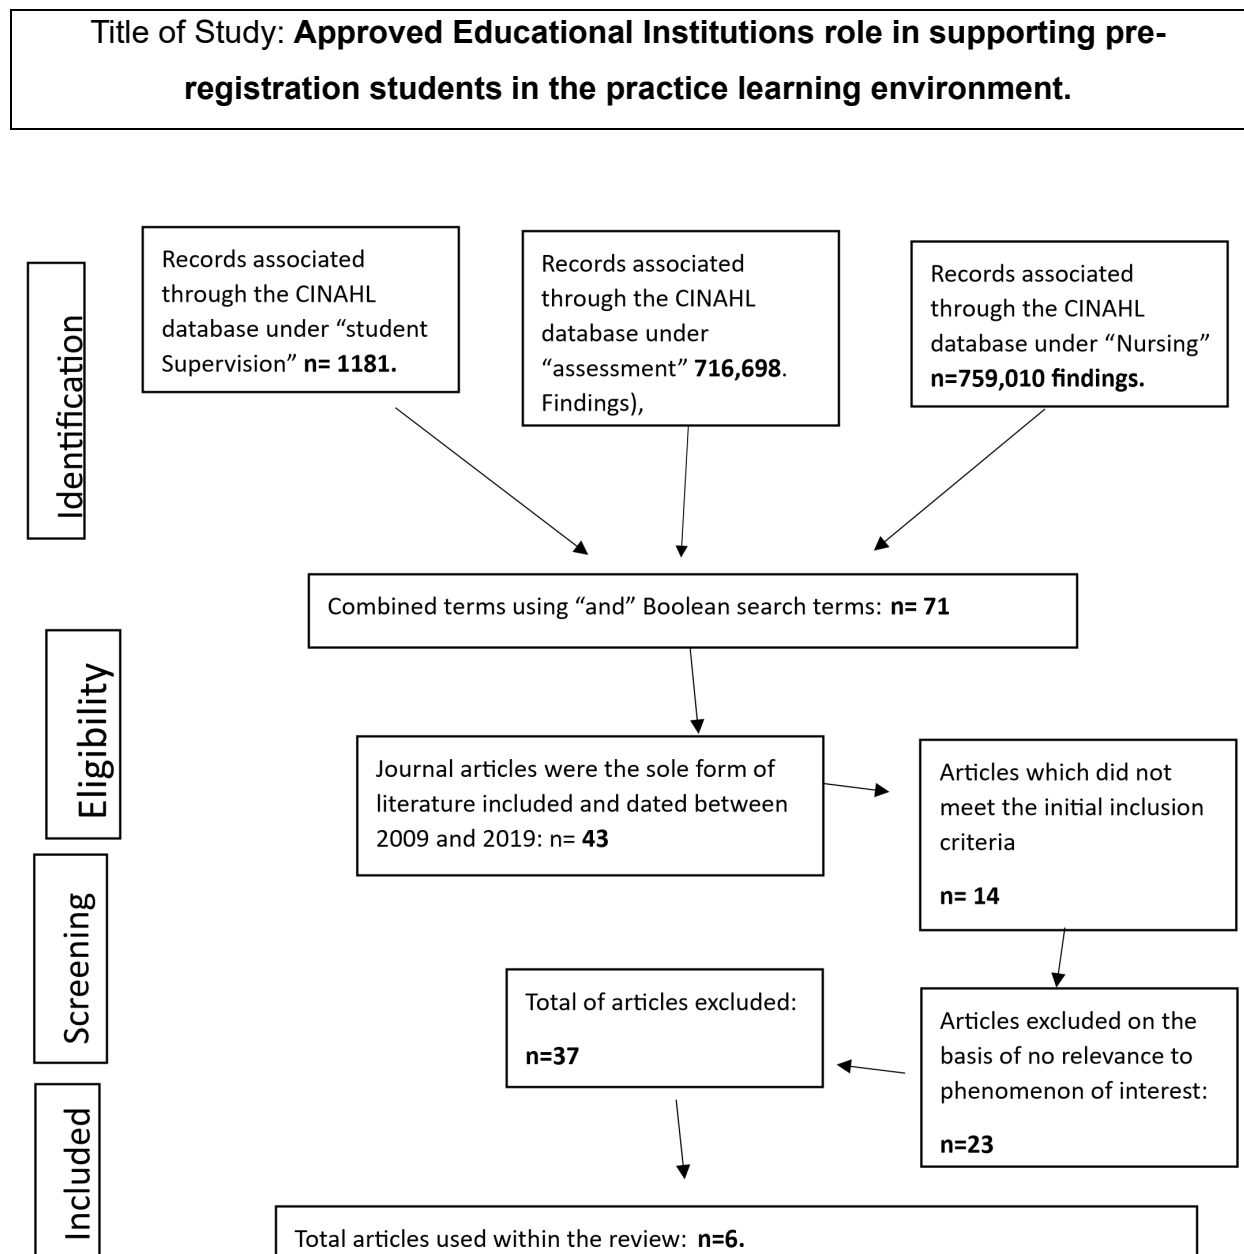 Title of Study: Approved Educational Institutions role in supporting pre-
registration students in the practice learning environment.
Identification
Records associated
through the CINAHL
database under “student
Supervision” n= 1181.
Records associated
through the CINAHL
database under
“assessment” 716,698.
Findings),
Records associated
through the CINAHL
database under “Nursing”
n=759,010 findings.
Combined terms using “and” Boolean search terms: n= 71
Eligibility
Journal articles were the sole form of
literature included and dated between
2009 and 2019: n= 43
Articles which did not
meet the initial inclusion
criteria
n= 14
Screening
Total of articles excluded:
n=37
Articles excluded on the
basis of no relevance to
phenomenon of interest:
n=23
Included
Total articles used within the review: n=6.